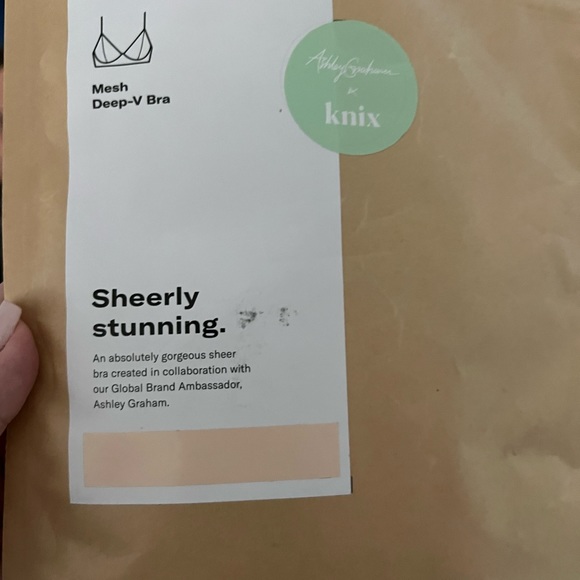 Mesh
Deep-V Bra
Ashley Graham
x
knix
Sheerly
stunning.
An absolutely gorgeous sheer
bra created in collaboration with
our Global Brand Ambassador,
Ashley Graham.